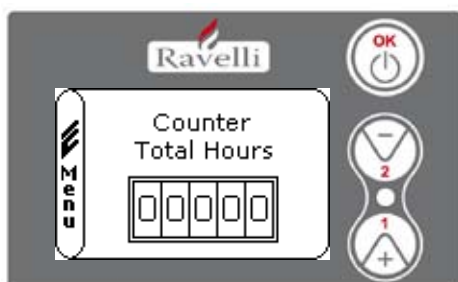 Ravelli
OK
Menu
Counter
Total Hours
00000
−
2
1
+